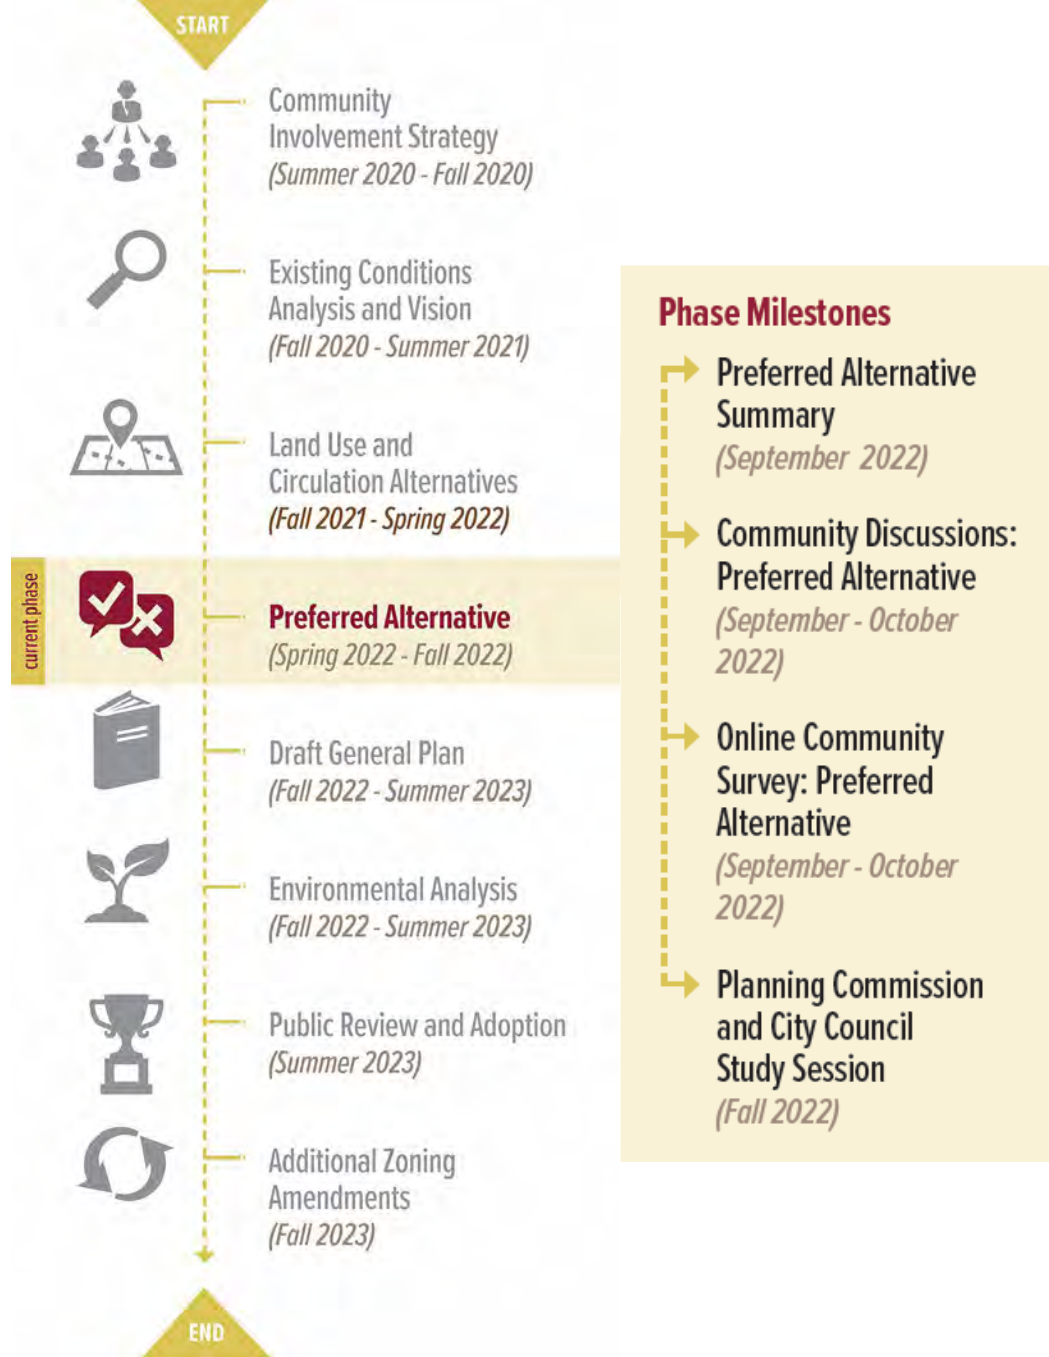 START
Community
Involvement Strategy
(Summer 2020 - Fall 2020)
Existing Conditions
Analysis and Vision
(Fall 2020 - Summer 2021)
Land Use and
Circulation Alternatives
(Fall 2021 - Spring 2022)
current phase
Preferred Alternative
(Spring 2022 - Fall 2022)
Draft General Plan
(Fall 2022 - Summer 2023)
Environmental Analysis
(Fall 2022 - Summer 2023)
Public Review and Adoption
(Summer 2023)
Additional Zoning
Amendments
(Fall 2023)
END
Phase Milestones
Preferred Alternative
Summary
(September 2022)
Community Discussions:
Preferred Alternative
(September - October
2022)
Online Community
Survey: Preferred
Alternative
(September - October
2022)
Planning Commission
and City Council
Study Session
(Fall 2022)